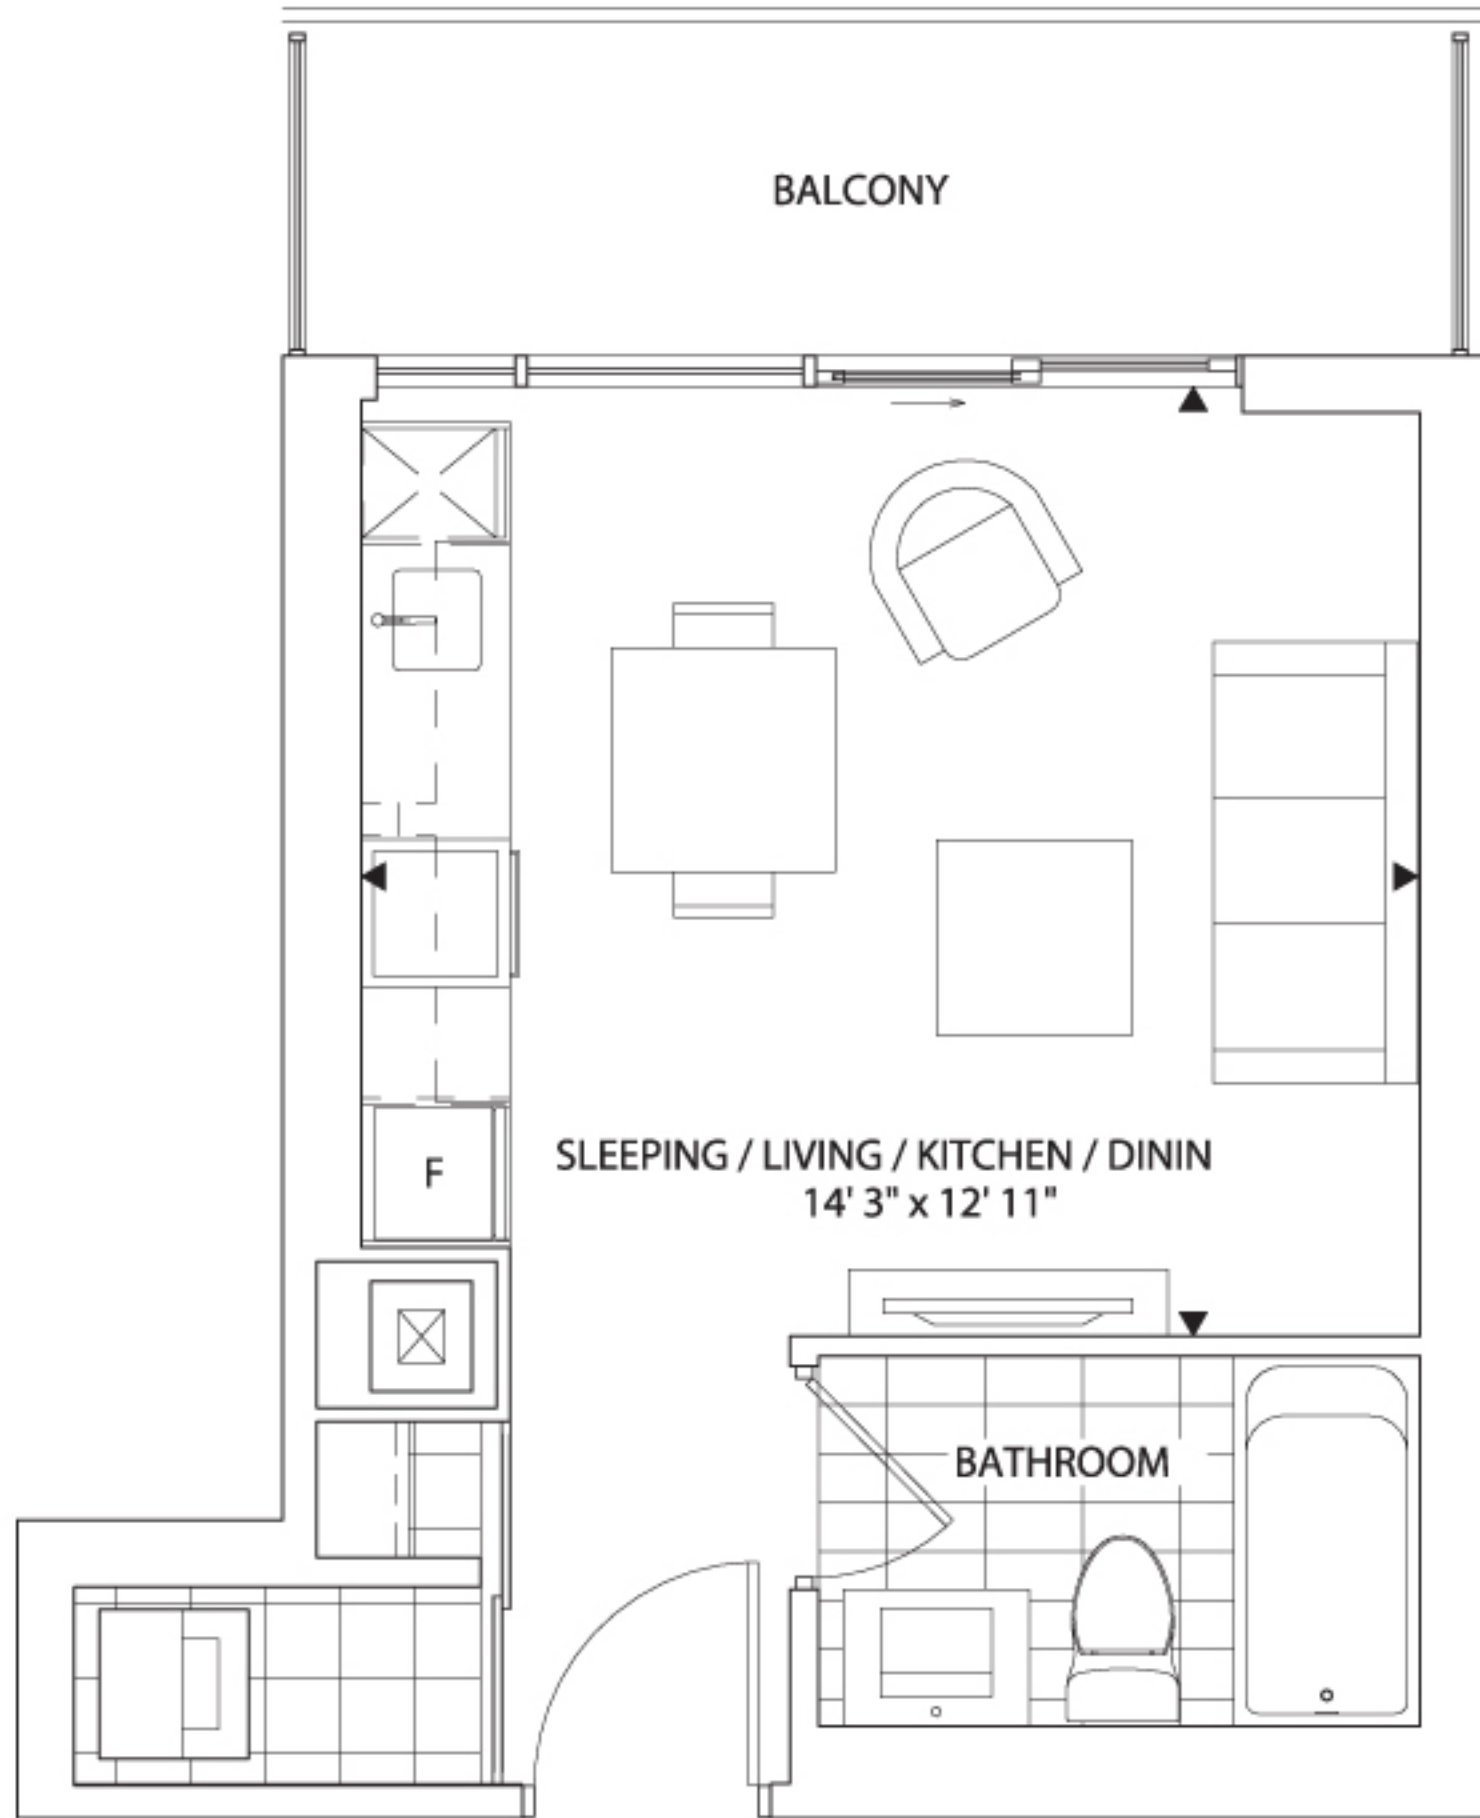 BALCONY
F
SLEEPING / LIVING / KITCHEN / DININ
14' 3" x 12' 11"
BATHROOM